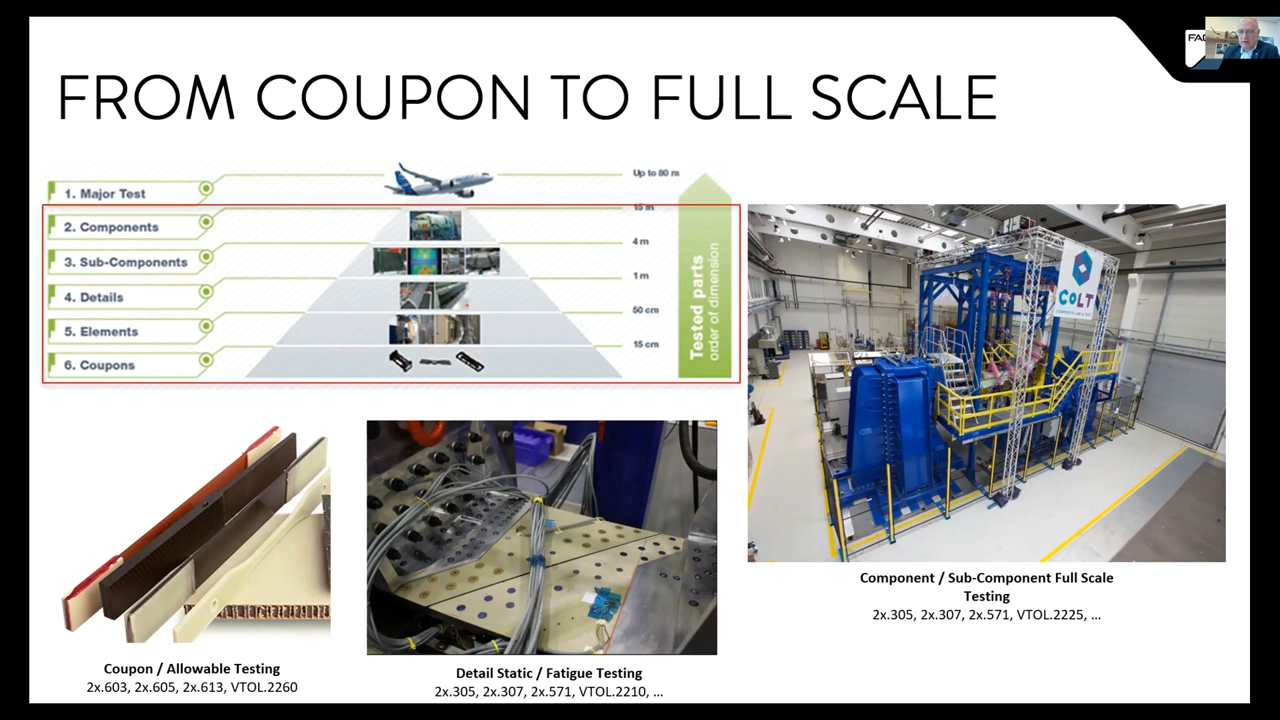 FROM COUPON TO FULL SCALE
1. Major Test
2. Components
3. Sub-Components
4. Details
5. Elements
6. Coupons
Up to 80 m
15 m
4 m
1 m
50 cm
15 cm
Tested parts
order of dimension
COLT
Coupon / Allowable Testing
2x.603, 2x.605, 2x.613, VTOL.2260
Detail Static / Fatigue Testing
2x.305, 2x.307, 2x.571, VTOL.2210, ...
Component / Sub-Component Full Scale
Testing
2x.305, 2x.307, 2x.571, VTOL.2225, ...